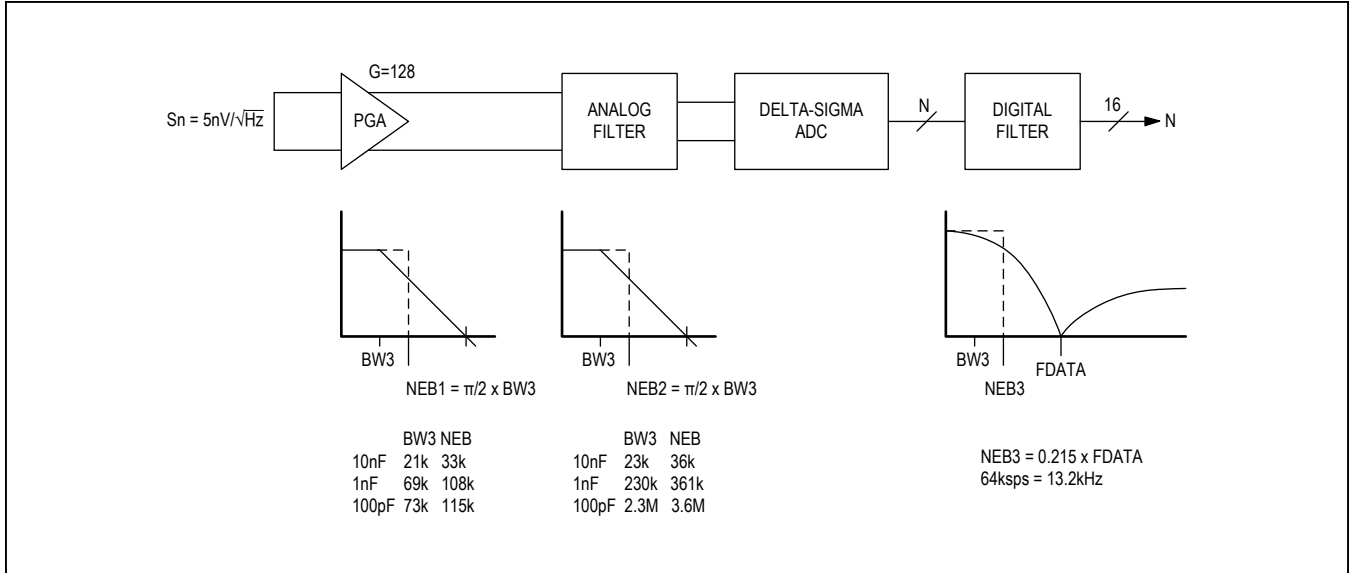 G=128
Sn = 5nV/√Hz
PGA
ANALOG
FILTER
DELTA-SIGMA
ADC
N
DIGITAL
FILTER
16
N
BW3
NEB1 = π/2 x BW3
BW3 NEB
10nF 21k 33k
1nF 69k 108k
100pF 73k 115k
BW3
NEB2 = π/2 x BW3
BW3 NEB
10nF 23k 36k
1nF 230k 361k
100pF 2.3M 3.6M
BW3
FDATA
NEB3
NEB3 = 0.215 x FDATA
64ksps = 13.2kHz